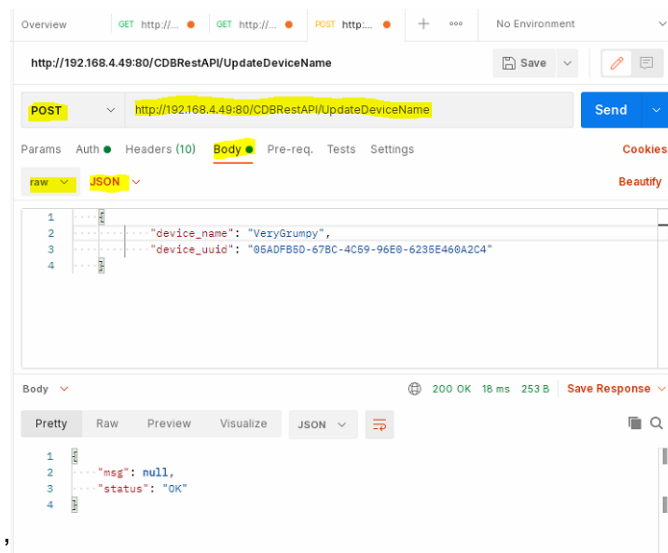 Overview GET http://... GET http://... POST http:... No Environment
http://192.168.4.49:80/CDBRestAPI/UpdateDeviceName Save
POST http://192.168.4.49:80/CDBRestAPI/UpdateDeviceName Send
Params Auth Headers (10) Body Pre-req. Tests Settings Cookies
raw JSON Beautify
1 {
2 "device_name": "VeryGrumpy",
3 "device_uuid": "05ADFB5D-67BC-4C59-96E0-6235E460A2C4"
4 }
Body 200 OK 18 ms 253 B Save Response
Pretty Raw Preview Visualize JSON
1 {
2 "msg": null,
3 "status": "OK"
4 }
,